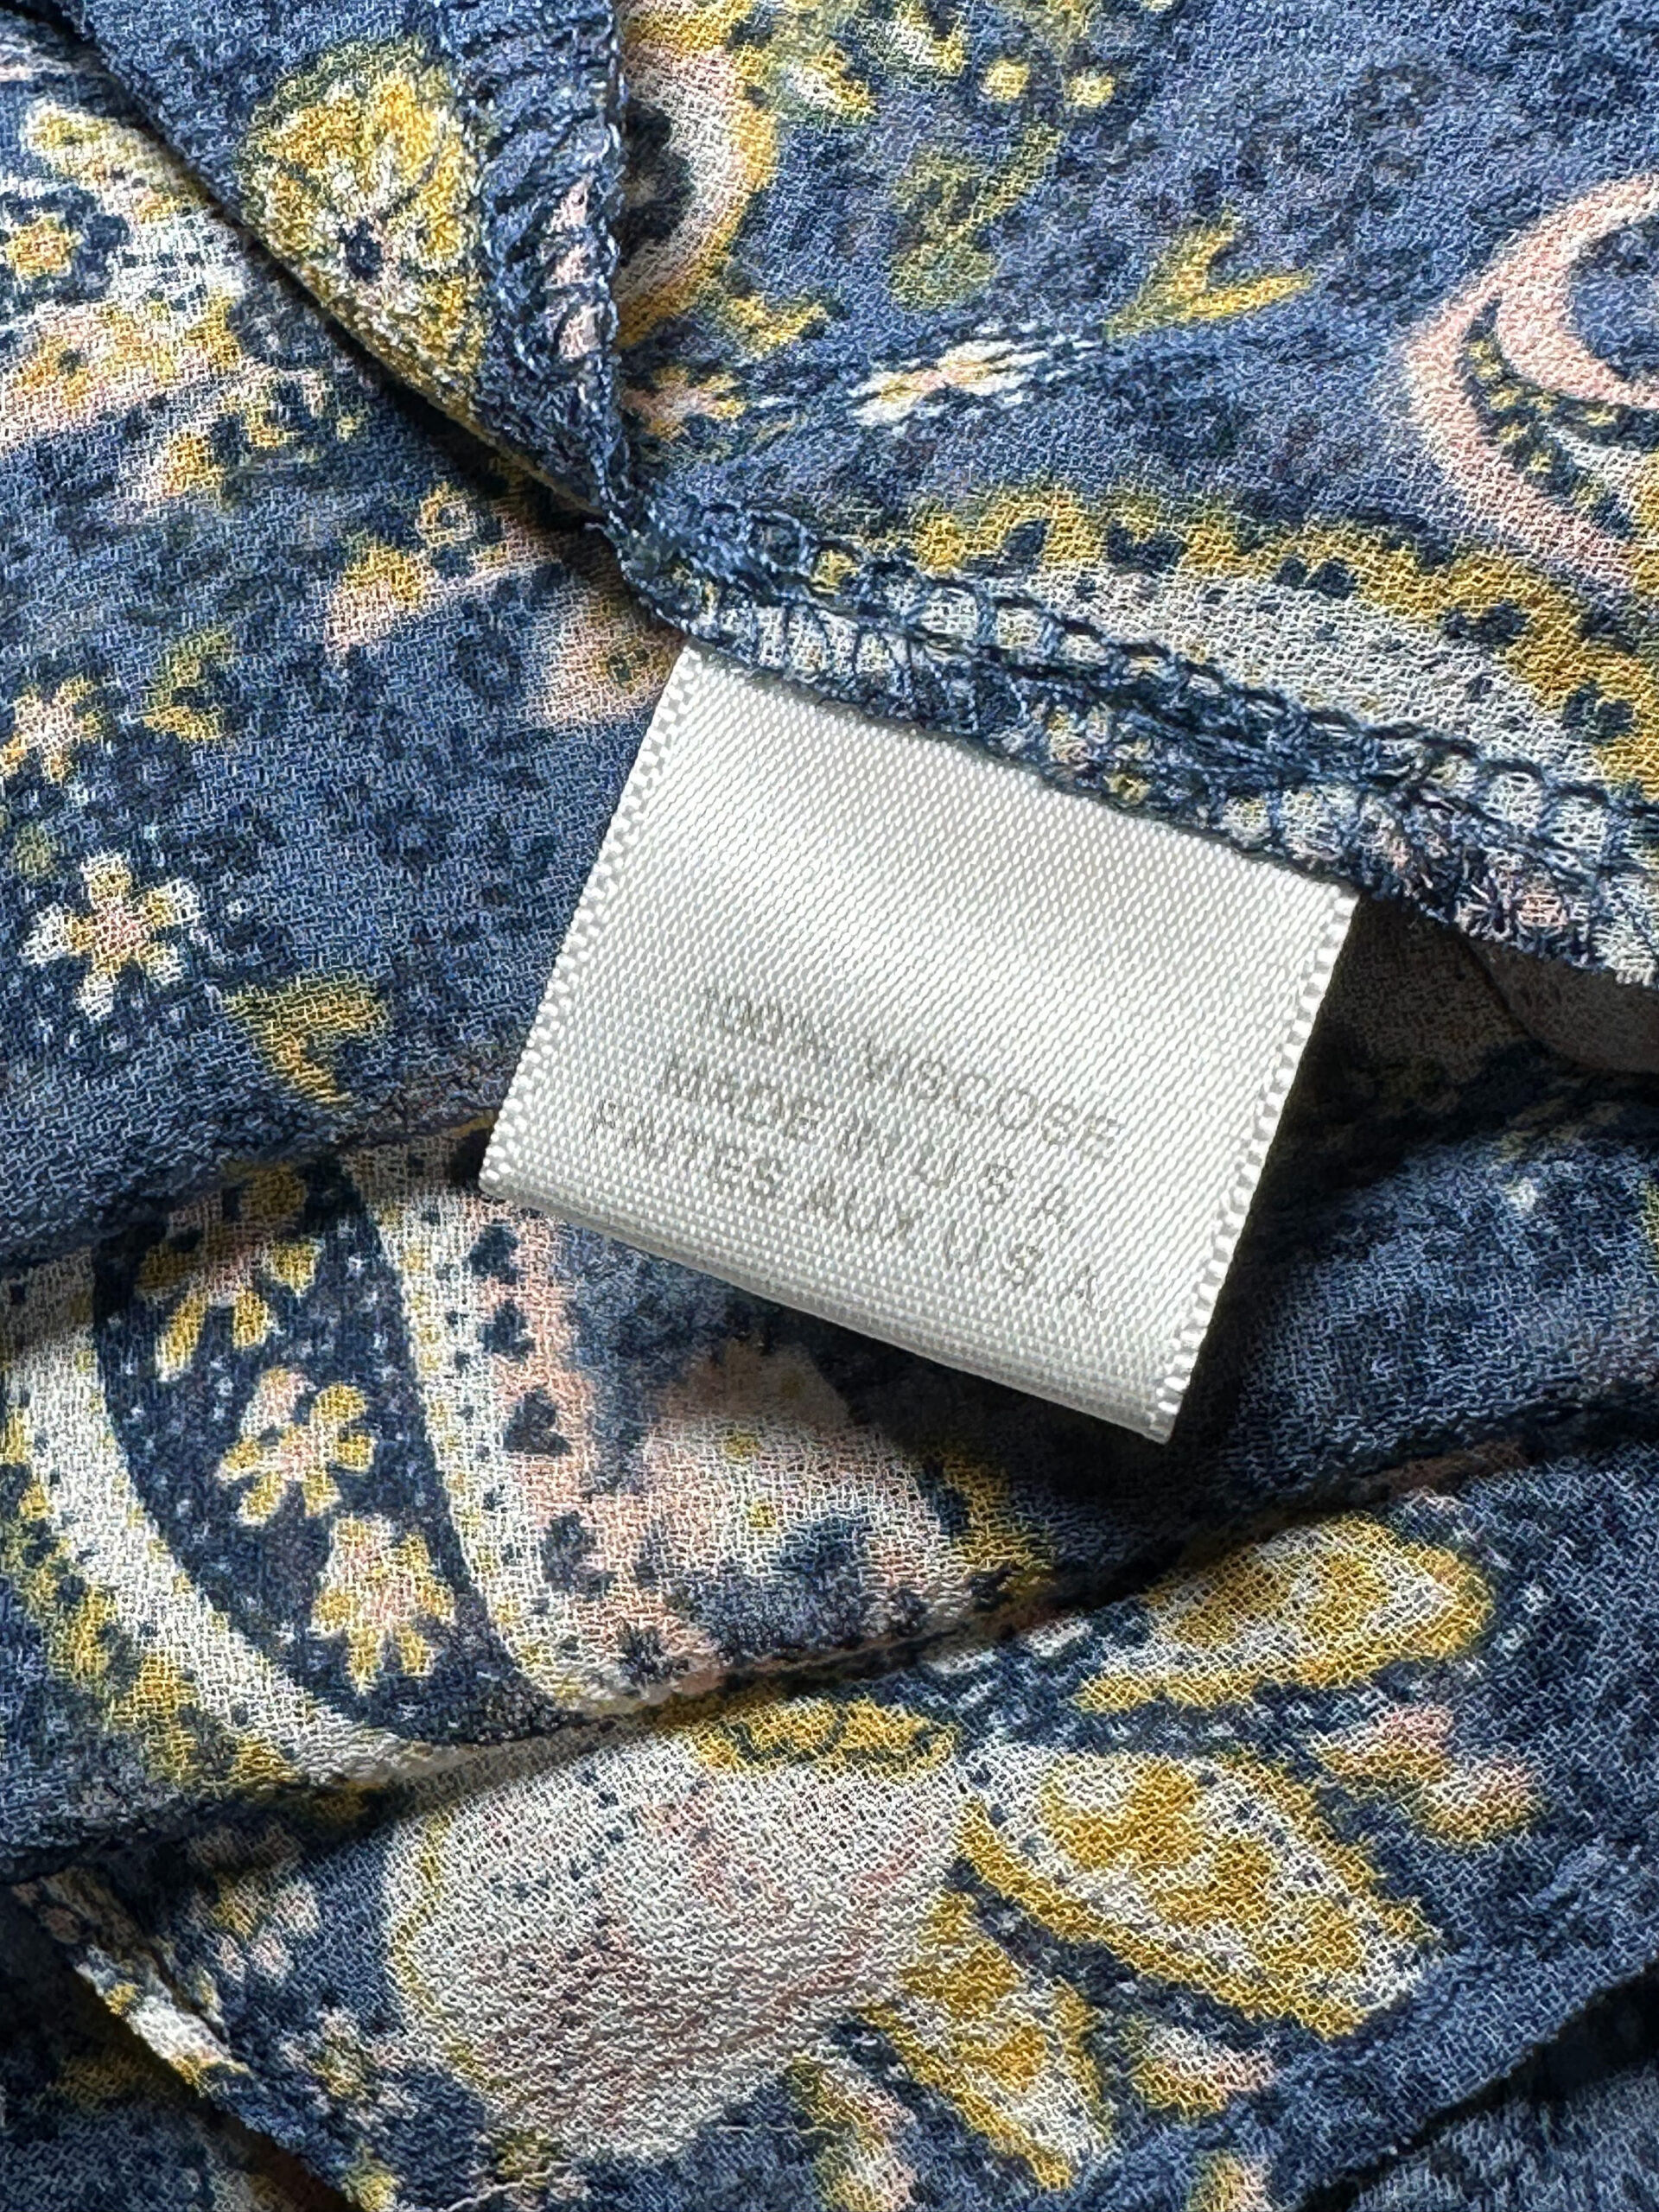 100% VISCOSE
MADE IN U S A
FAITES AUX U S A